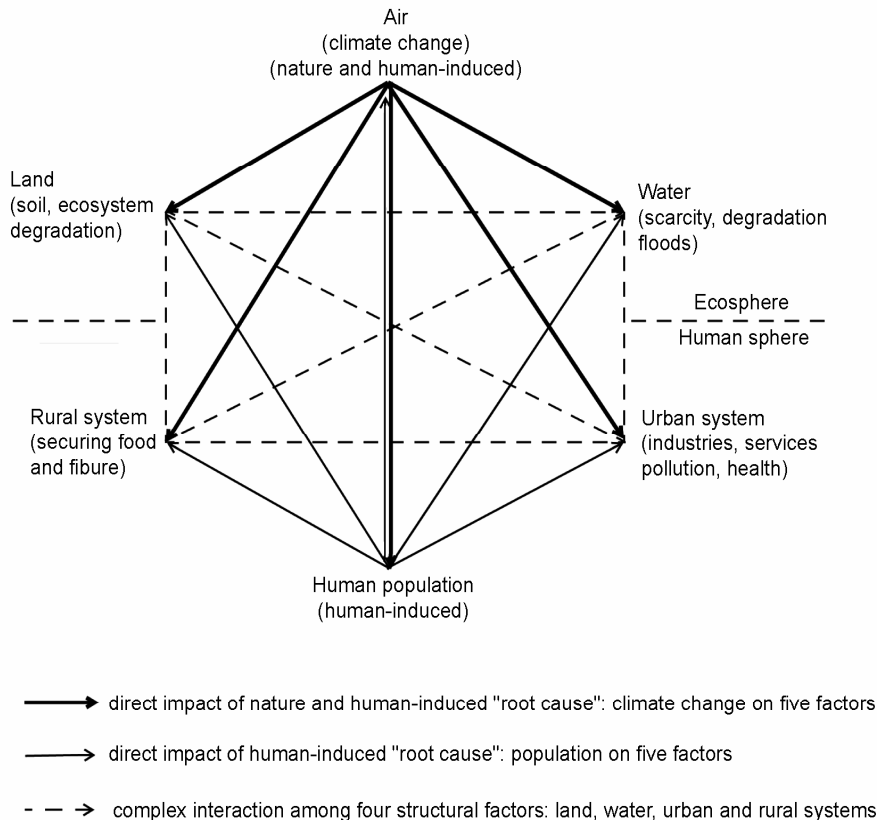 Air
(climate change)
(nature and human-induced)
Land
(soil, ecosystem
degradation)
Water
(scarcity, degradation
floods)
Ecosphere
Human sphere
Rural system
(securing food
and fibure)
Urban system
(industries, services
pollution, health)
Human population
(human-induced)
direct impact of nature and human-induced "root cause": climate change on five factors
direct impact of human-induced "root cause": population on five factors
complex interaction among four structural factors: land, water, urban and rural systems